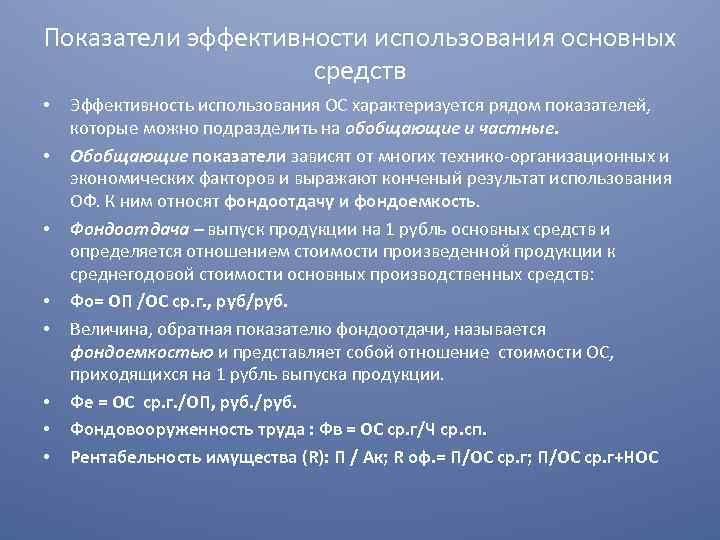 Показатели эффективности использования основных
средств
• Эффективность использования ОС характеризуется рядом показателей,
которые можно подразделить на обобщающие и частные.
• Обобщающие показатели зависят от многих технико-организационных и
экономических факторов и выражают конченый результат использования
ОФ. К ним относят фондоотдачу и фондоемкость.
• Фондоотдача – выпуск продукции на 1 рубль основных средств и
определяется отношением стоимости произведенной продукции к
среднегодовой стоимости основных производственных средств:
• Фо= ОП /ОС ср. г. , руб/руб.
• Величина, обратная показателю фондоотдачи, называется
фондоемкостью и представляет собой отношение стоимости ОС,
приходящихся на 1 рубль выпуска продукции.
• Фе = ОС ср. г. /ОП, руб. /руб.
• Фондовооруженность труда : Фв = ОС ср. г/Ч ср. сп.
• Рентабельность имущества (R): П / Ак; R оф. = П/ОС ср. г; П/ОС ср. г+НОС